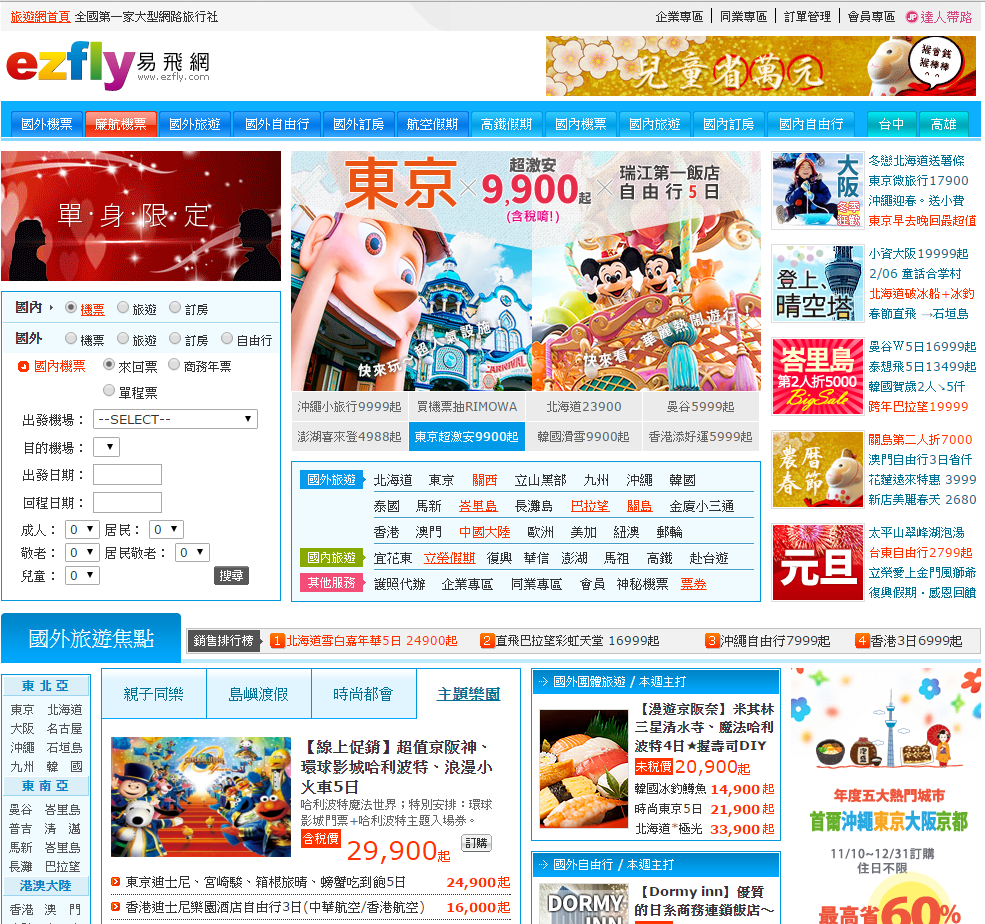 旅遊網首頁 全國第一家大型網路旅行社
企業專區 | 同業專區 | 訂單管理 | 會員專區 達人帶路
ezfly 易飛網
www.ezfly.com
兒童省萬元
猴省錢
猴棒棒
國外機票 廉航機票 國外旅遊 國外自由行 國外訂房 航空假期 高鐵假期 國內機票 國內旅遊 國內訂房 國內自由行 台中 高雄
單‧身‧限‧定
國內 機票 旅遊 訂房
國外 機票 旅遊 訂房 自由行
國內機票 來回票 商務年票
單程票
出發機場： --SELECT--
目的機場：
出發日期：
回程日期：
成人： 0 居民： 0
敬老： 0 居民敬老： 0
兒童： 0 搜尋
東京 × 超激安 9,900起 (含稅唷!) × 瑞江第一飯店 自由行5日
快來玩，超人氣設施
CARNIVAL
快來看，華麗熱鬧遊行！
沖繩小旅行9999起 買機票抽RIMOWA 北海道23900 曼谷5999起
澎湖喜來登4988起 東京超激安9900起 韓國滑雪9900起 香港添好運5999起
國外旅遊 北海道 東京 關西 立山黑部 九州 沖繩 韓國
泰國 馬新 峇里島 長灘島 巴拉望 關島 金廈小三通
香港 澳門 中國大陸 歐洲 美加 紐澳 郵輪
國內旅遊 宜花東 立榮假期 復興 華信 澎湖 馬祖 高鐵 赴台遊
其他服務 護照代辦 企業專區 同業專區 會員 神秘機票 票券
大阪 冬季狂歡
冬戀北海道送薯條
東京微旅行17900
沖繩迎春。送小費
東京早去晚回最超值
登上、晴空塔
小資大阪19999起
2/06 童話合掌村
北海道破冰船+冰釣
春節直飛 →石垣島
峇里島
第2人折5000
Big Sale
曼谷W5日16999起
泰想飛5日13499起
韓國賀歲2人↘5仟
跨年巴拉望19999
農曆春節
關島第二人折7000
澳門自由行3日省仟
花蓮遠來特惠 3999
新店美麗春天 2680
元旦
太平山翠峰湖泡湯
台東自由行2799起
立榮愛上金門風獅爺
復興假期‧感恩回饋
國外旅遊焦點
銷售排行榜 1 北海道雪白嘉年華5日 24900起 2 直飛巴拉望彩虹天堂 16999起 3 沖繩自由行7999起 4 香港3日6999起
東北亞
東京 北海道
大阪 名古屋
沖繩 石垣島
九州 韓 國
東南亞
曼谷 峇里島
普吉 清 邁
馬新 峇里島
長灘 巴拉望
港澳大陸
香港 澳 門
親子同樂 島嶼渡假 時尚都會 主題樂園
【線上促銷】超值京阪神、環球影城哈利波特、浪漫小火車5日
哈利波特魔法世界；特別安排：環球影城門票+哈利波特主題入場券。
含稅價 29,900起 訂購
東京迪士尼、宮崎駿、箱根旅晴、螃蟹吃到飽5日 24,900起
香港迪士尼樂園酒店自由行3日(中華航空/香港航空) 16,000起
國外團體旅遊 / 本週主打
【漫遊京阪奈】米其林三星清水寺、魔法哈利波特4日★握壽司DIY
未稅價20,900起
韓國冰釣鱒魚 14,900起
時尚東京5日 21,900起
北海道*極光 33,900起
國外自由行 / 本週主打
DORMY INN
【Dormy inn】優質的日系商務連鎖飯店～
年度五大熱門城市
首爾沖繩東京大阪京都
11/10~12/31訂購
住日不限
最高省60%